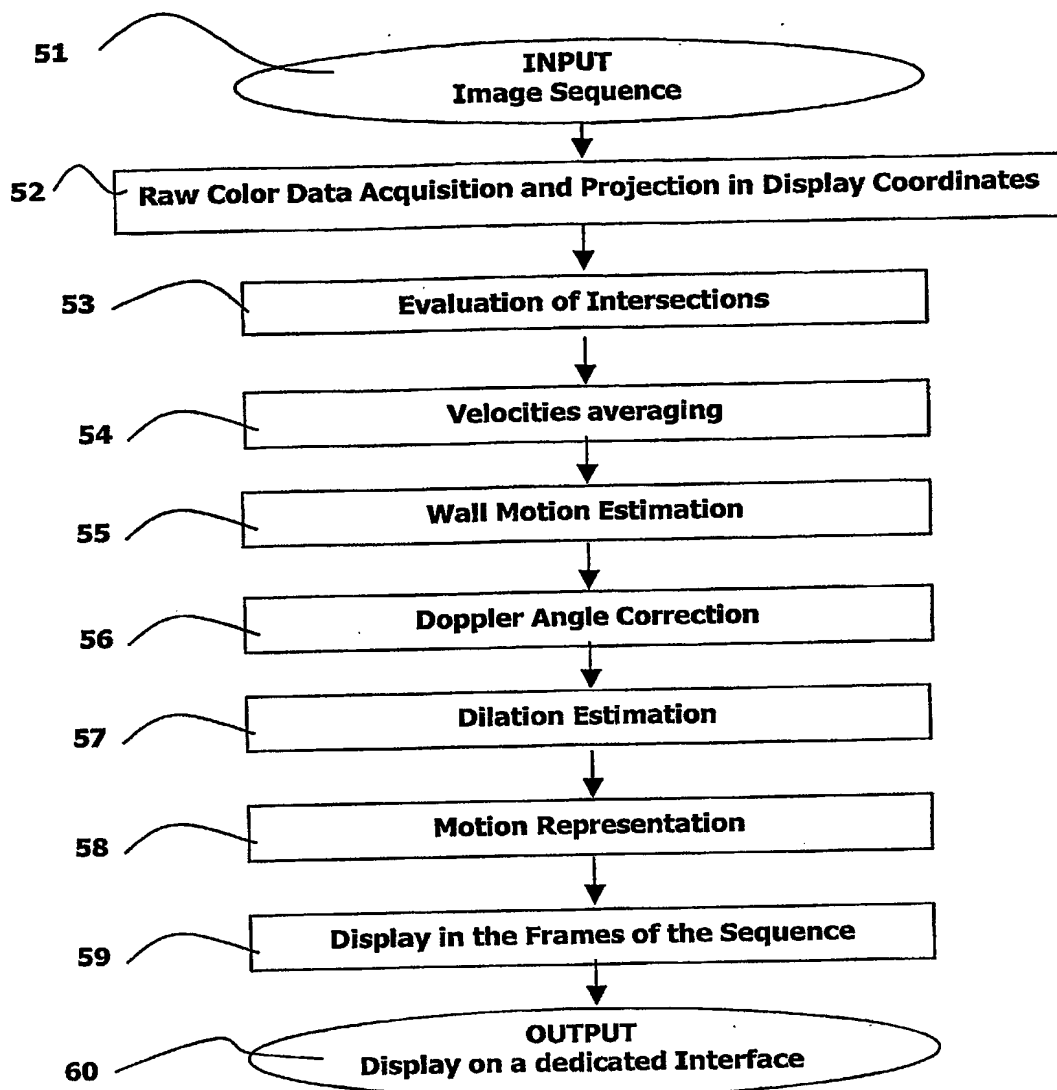 51
INPUT
Image Sequence
52
Raw Color Data Acquisition and Projection in Display Coordinates
53
Evaluation of Intersections
54
Velocities averaging
55
Wall Motion Estimation
56
Doppler Angle Correction
57
Dilation Estimation
58
Motion Representation
59
Display in the Frames of the Sequence
60
OUTPUT
Display on a dedicated Interface